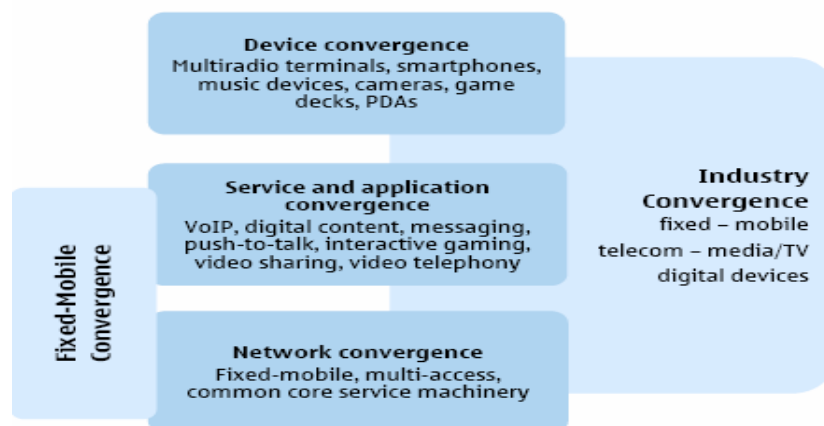 Device convergence
Multiradio terminals, smartphones,
music devices, cameras, game
decks, PDAs
Service and application
convergence
VoIP, digital content, messaging,
push-to-talk, interactive gaming,
video sharing, video telephony
Network convergence
Fixed-mobile, multi-access,
common core service machinery
Fixed-Mobile
Convergence
Industry
Convergence
fixed – mobile
telecom – media/TV
digital devices